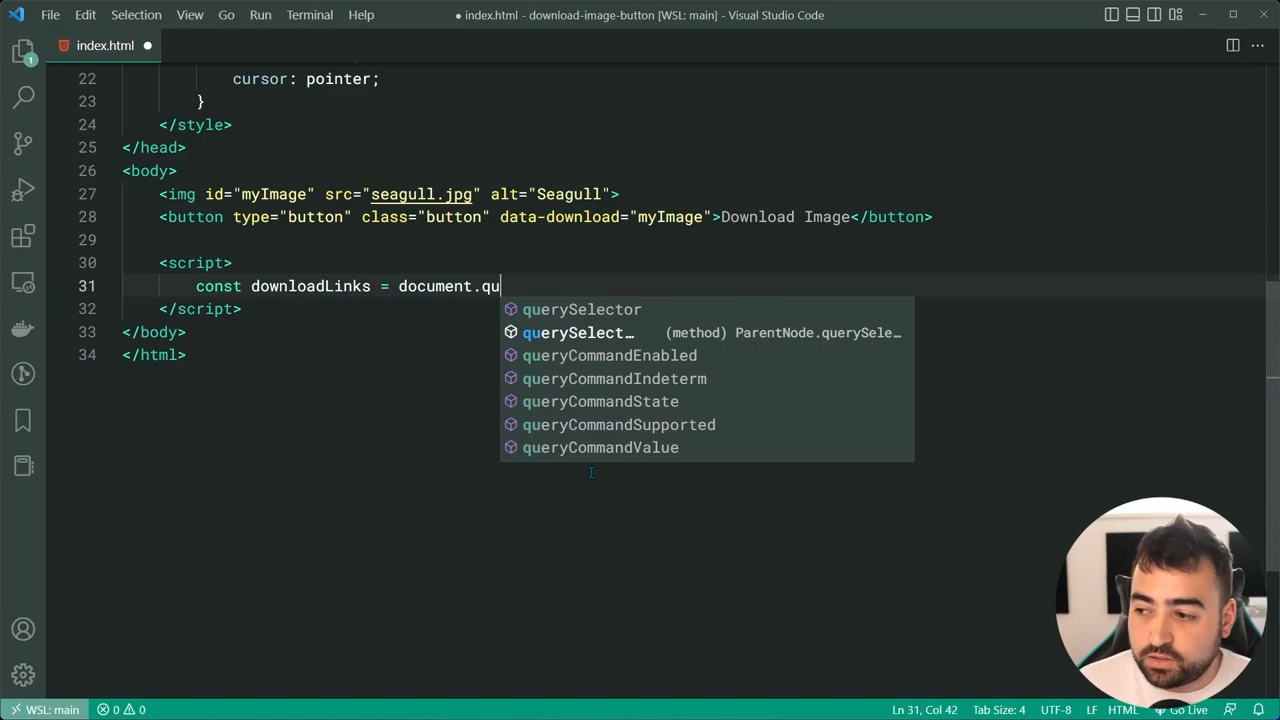 File Edit Selection View Go Run Terminal Help
● index.html - download-image-button [WSL: main] - Visual Studio Code
index.html ●
22 cursor: pointer;
23 }
24 </style>
25 </head>
26 <body>
27 <img id="myImage" src="seagull.jpg" alt="Seagull">
28 <button type="button" class="button" data-download="myImage">Download Image</button>
29
30 <script>
31 const downloadLinks = document.qu
querySelector
querySelect… (method) ParentNode.querySele…
queryCommandEnabled
queryCommandIndeterm
queryCommandState
queryCommandSupported
queryCommandValue
32 </script>
33 </body>
34 </html>
1
WSL: main 0 0 Ln 31, Col 42 Tab Size: 4 UTF-8 LF HTML Go Live